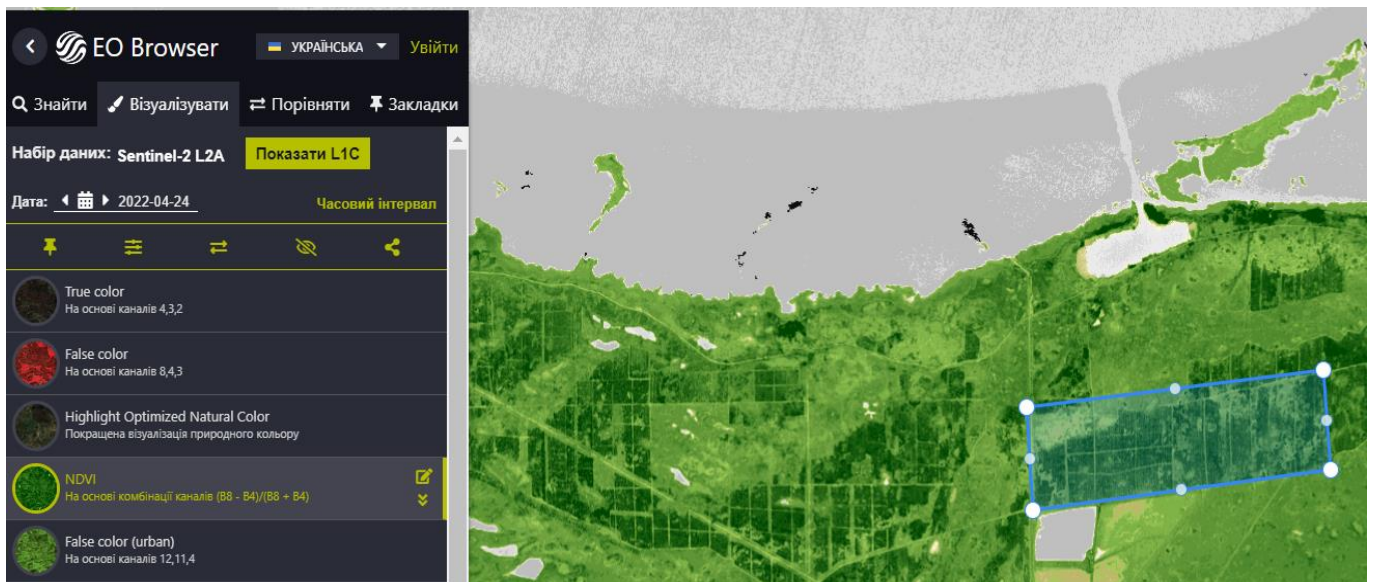 EO Browser УКРАЇНСЬКА Увійти
Знайти Візуалізувати Порівняти Закладки
Набір даних: Sentinel-2 L2A Показати L1C
Дата: 2022-04-24 Часовий інтервал
True color
На основі каналів 4,3,2
False color
На основі каналів 8,4,3
Highlight Optimized Natural Color
Покращена візуалізація природного кольору
NDVI
На основі комбінації каналів (B8 - B4)/(B8 + B4)
False color (urban)
На основі каналів 12,11,4